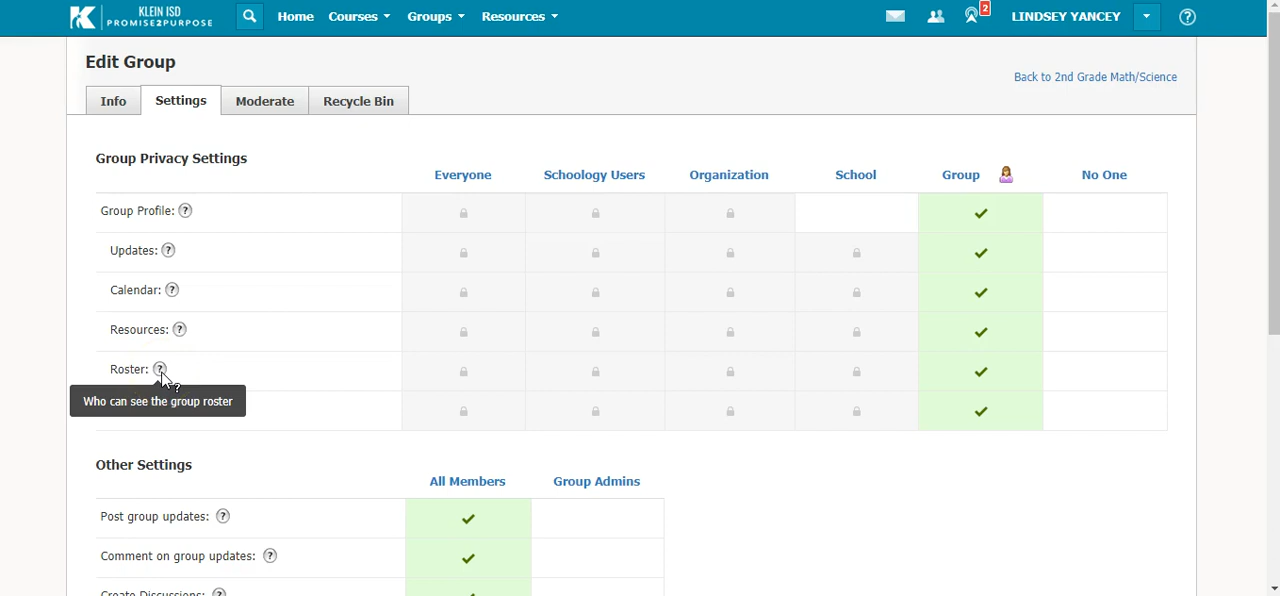 KLEIN ISD
PROMISE2PURPOSE
Home Courses Groups Resources
2
LINDSEY YANCEY
?
Edit Group
Back to 2nd Grade Math/Science
Info Settings Moderate Recycle Bin
Group Privacy Settings
Everyone Schoology Users Organization School Group No One
Group Profile: ?
Updates: ?
Calendar: ?
Resources: ?
Roster: ?
Who can see the group roster
Other Settings
All Members Group Admins
Post group updates: ?
Comment on group updates: ?
Create Discussions: ?